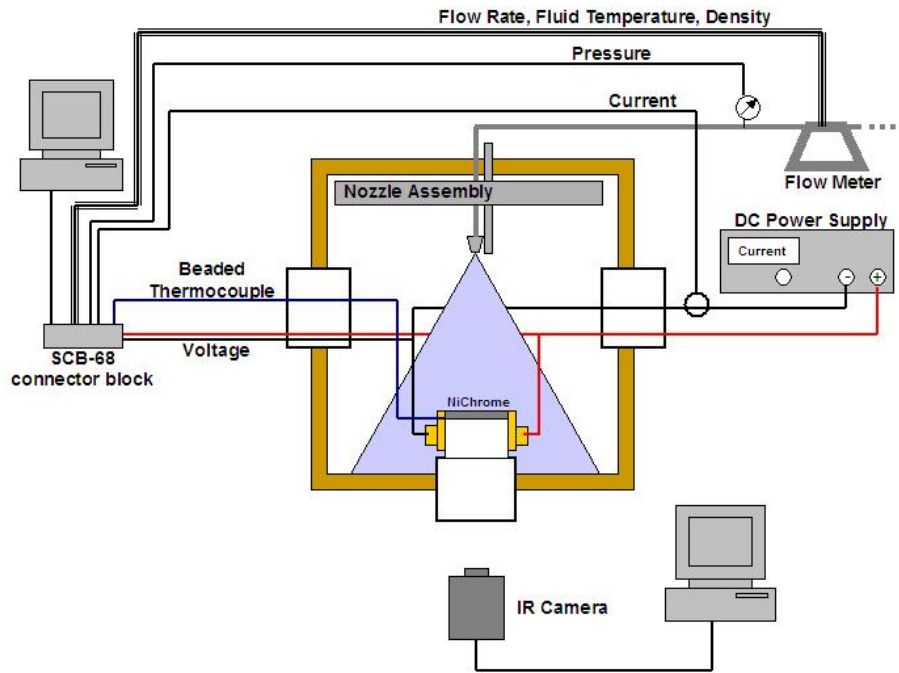 Flow Rate, Fluid Temperature, Density
Pressure
Current
Flow Meter
Nozzle Assembly
DC Power Supply
Current
- +
Beaded
Thermocouple
Voltage
SCB-68
connector block
NiChrome
IR Camera